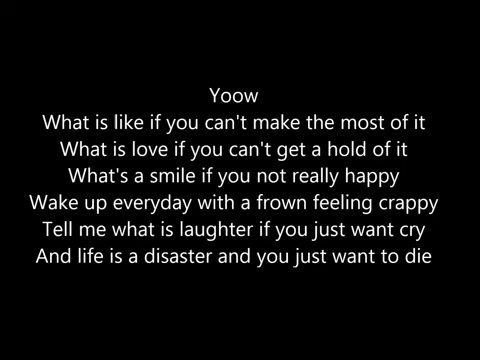 Yoow
What is like if you can't make the most of it
What is love if you can't get a hold of it
What's a smile if you not really happy
Wake up everyday with a frown feeling crappy
Tell me what is laughter if you just want cry
And life is a disaster and you just want to die